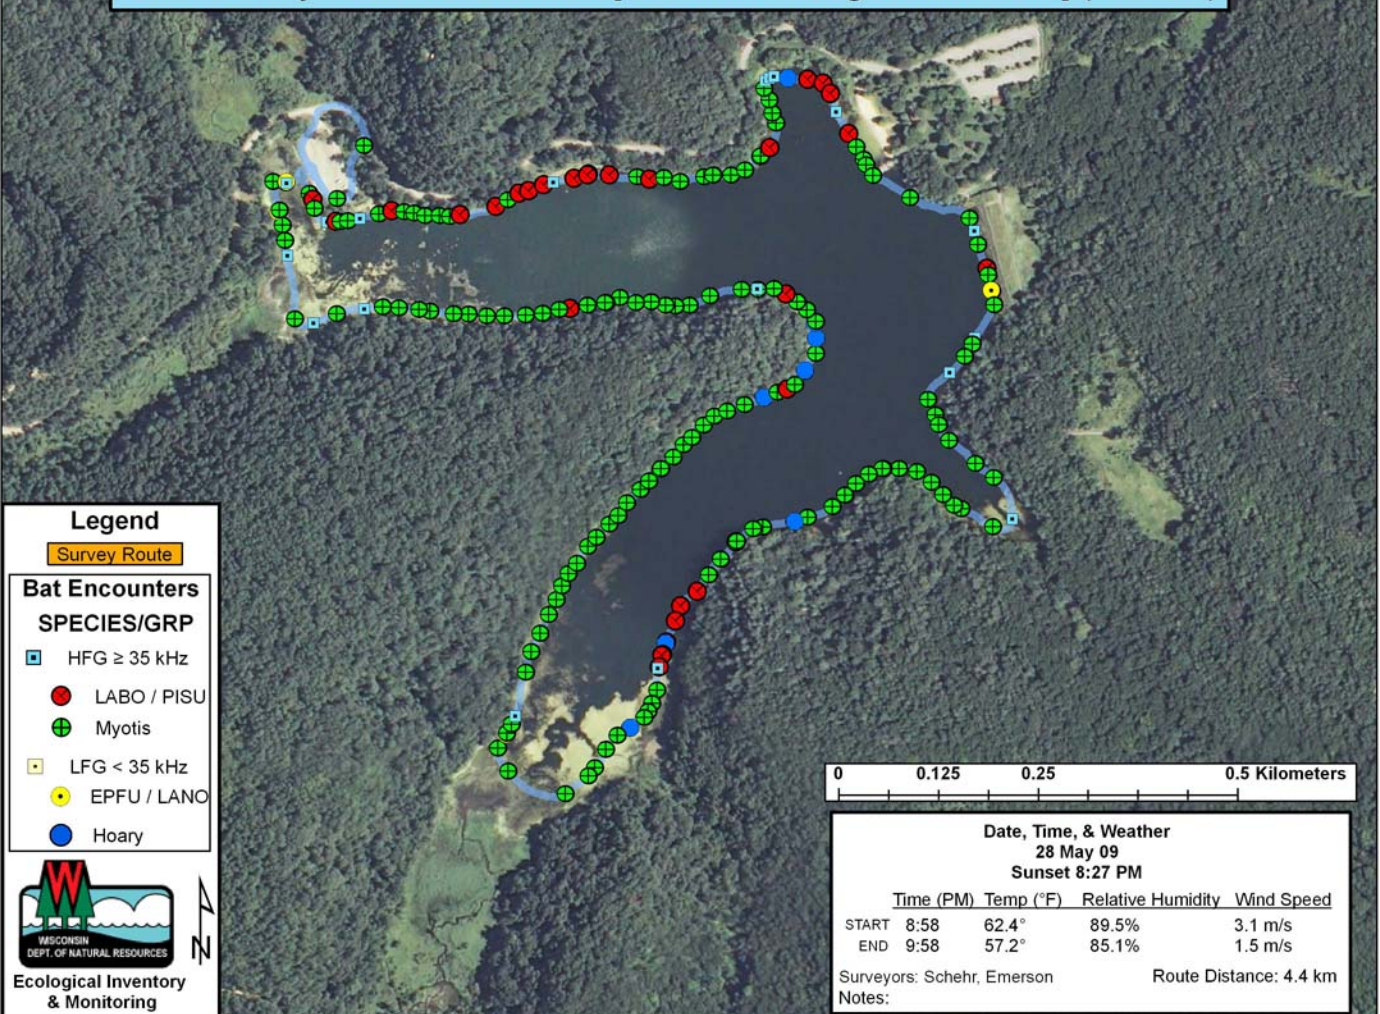 Legend
Survey Route
Bat Encounters
SPECIES/GRP
HFG ≥ 35 kHz
LABO / PISU
Myotis
LFG < 35 kHz
EPFU / LANO
Hoary
W
WISCONSIN
DEPT. OF NATURAL RESOURCES
N
Ecological Inventory
& Monitoring
0 0.125 0.25 0.5 Kilometers
Date, Time, & Weather
28 May 09
Sunset 8:27 PM
Time (PM) Temp (°F) Relative Humidity Wind Speed
START 8:58 62.4° 89.5% 3.1 m/s
END 9:58 57.2° 85.1% 1.5 m/s
Surveyors: Schehr, Emerson Route Distance: 4.4 km
Notes: